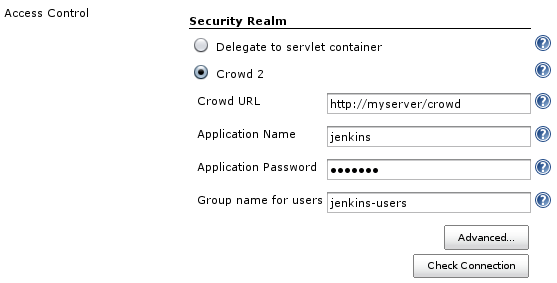 Access Control
Security Realm
Delegate to servlet container
Crowd 2
Crowd URL http://myserver/crowd
Application Name jenkins
Application Password •••••••
Group name for users jenkins-users
Advanced...
Check Connection